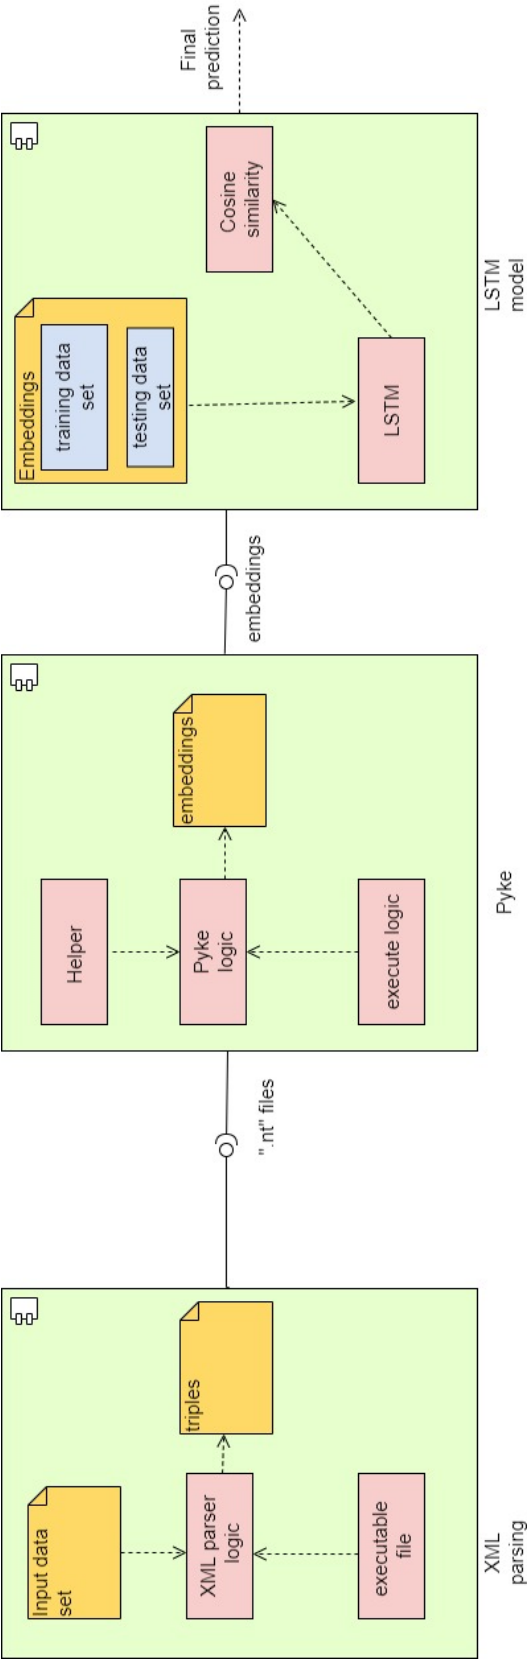 Input data
set
XML parser
logic
executable
file
triples
XML
parsing
".nt" files
Helper
Pyke
logic
execute logic
embeddings
Pyke
embeddings
Embeddings
training data
set
testing data
set
LSTM
Cosine
similarity
LSTM
model
Final
prediction